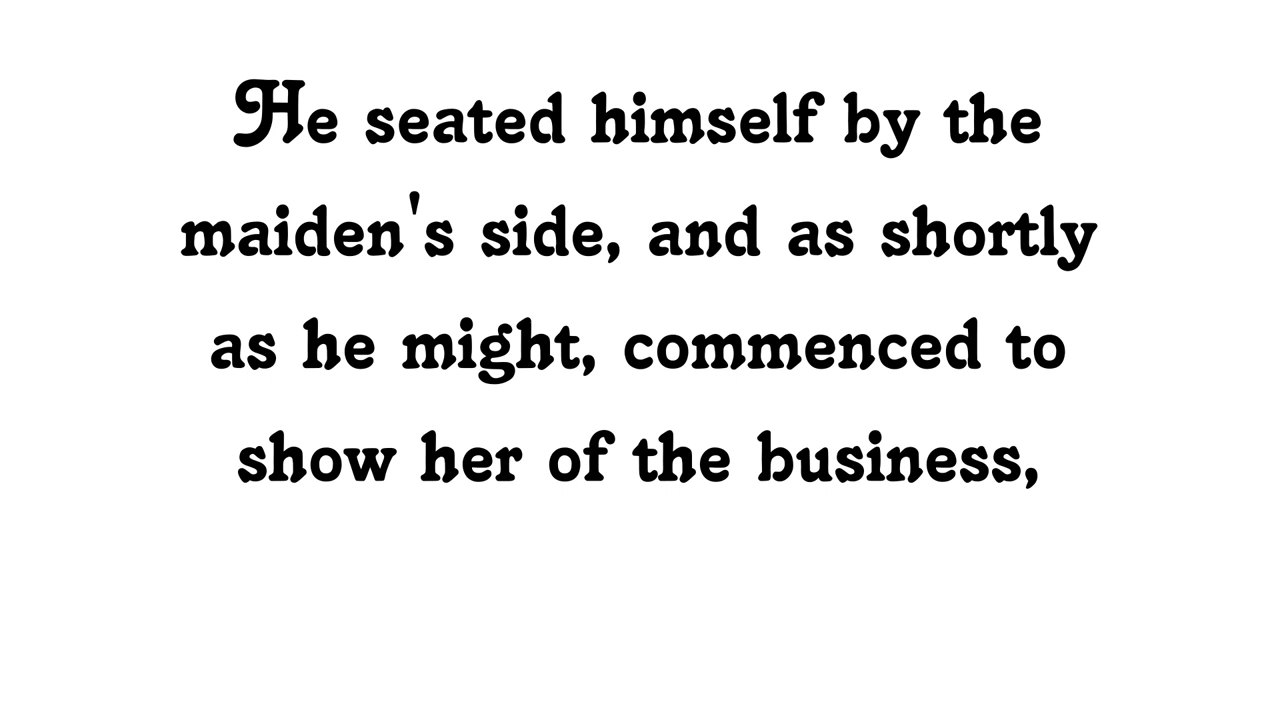 He seated himself by the
maiden's side, and as shortly
as he might, commenced to
show her of the business,